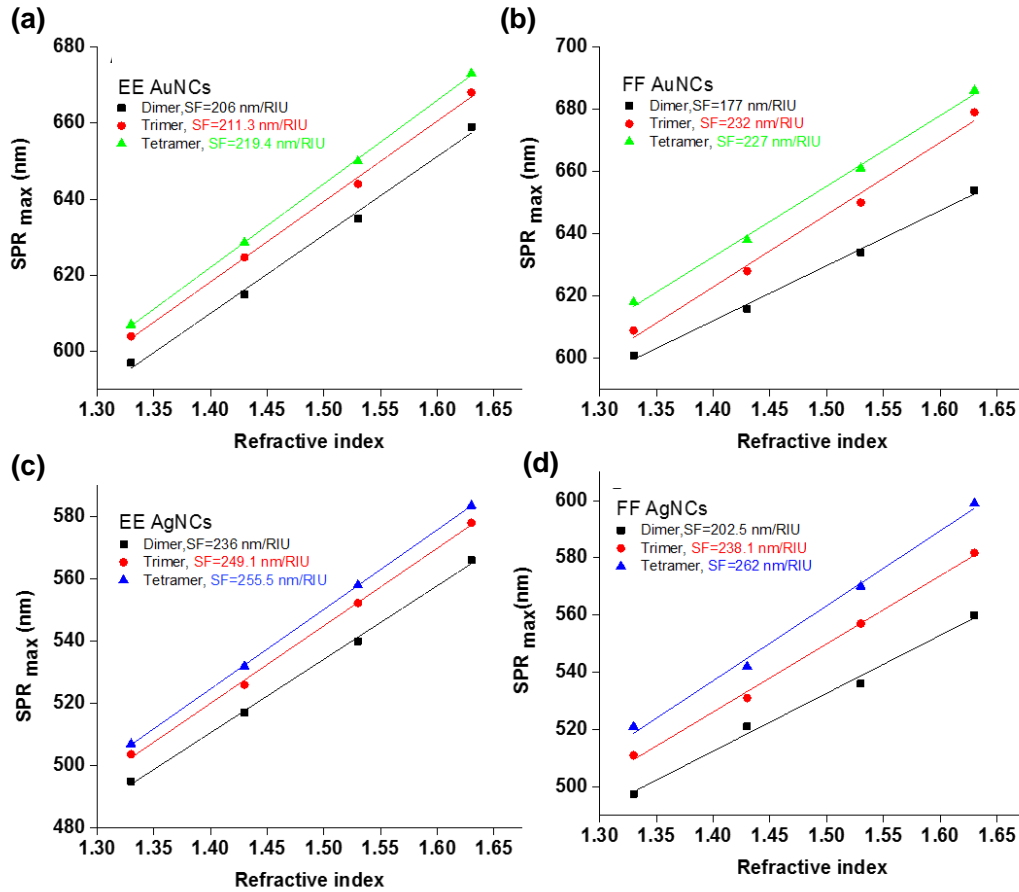 (a)
680
660
640
620
600
SPR max (nm)
EE AuNCs
Dimer,SF=206 nm/RIU
Trimer, SF=211.3 nm/RIU
Tetramer, SF=219.4 nm/RIU
1.30 1.35 1.40 1.45 1.50 1.55 1.60 1.65
Refractive index
(b)
700
680
660
640
620
600
SPR max (nm)
FF AuNCs
Dimer,SF=177 nm/RIU
Trimer, SF=232 nm/RIU
Tetramer, SF=227 nm/RIU
1.30 1.35 1.40 1.45 1.50 1.55 1.60 1.65
Refractive index
(c)
580
560
540
520
500
480
SPR max (nm)
EE AgNCs
Dimer,SF=236 nm/RIU
Trimer, SF=249.1 nm/RIU
Tetramer, SF=255.5 nm/RIU
1.30 1.35 1.40 1.45 1.50 1.55 1.60 1.65
Refractive index
(d)
600
580
560
540
520
500
SPR max(nm)
FF AgNCs
Dimer,SF=202.5 nm/RIU
Trimer, SF=238.1 nm/RIU
Tetramer, SF=262 nm/RIU
1.30 1.35 1.40 1.45 1.50 1.55 1.60 1.65
Refractive index